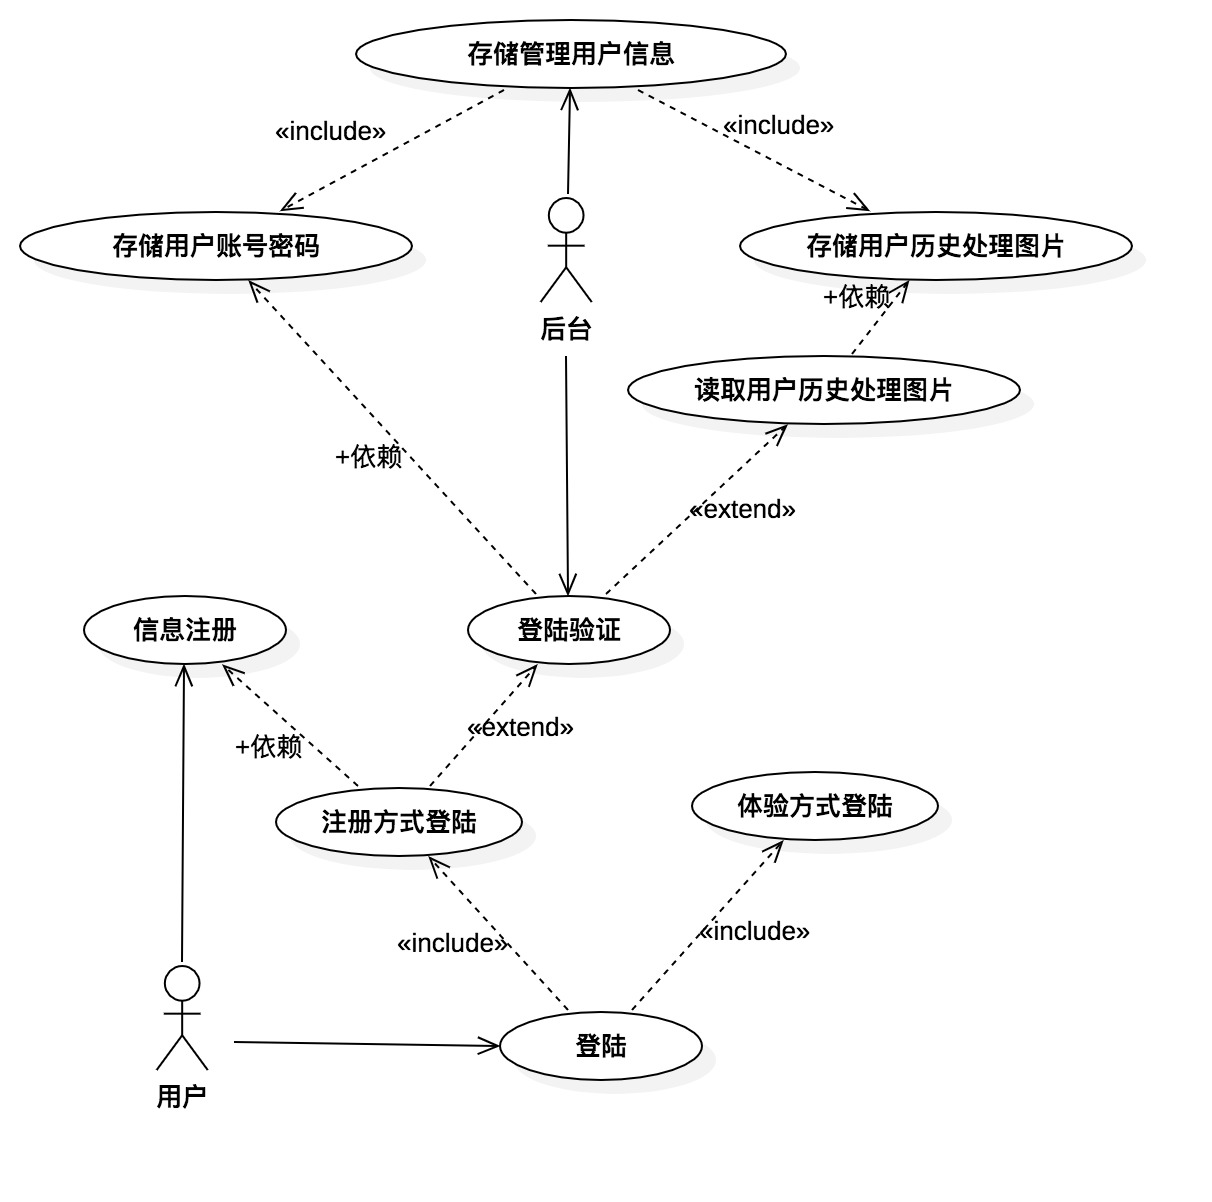 存储管理用户信息
«include»
«include»
存储用户账号密码
存储用户历史处理图片
+依赖
后台
读取用户历史处理图片
+依赖
«extend»
信息注册
登陆验证
«extend»
+依赖
体验方式登陆
注册方式登陆
«include»
«include»
登陆
用户